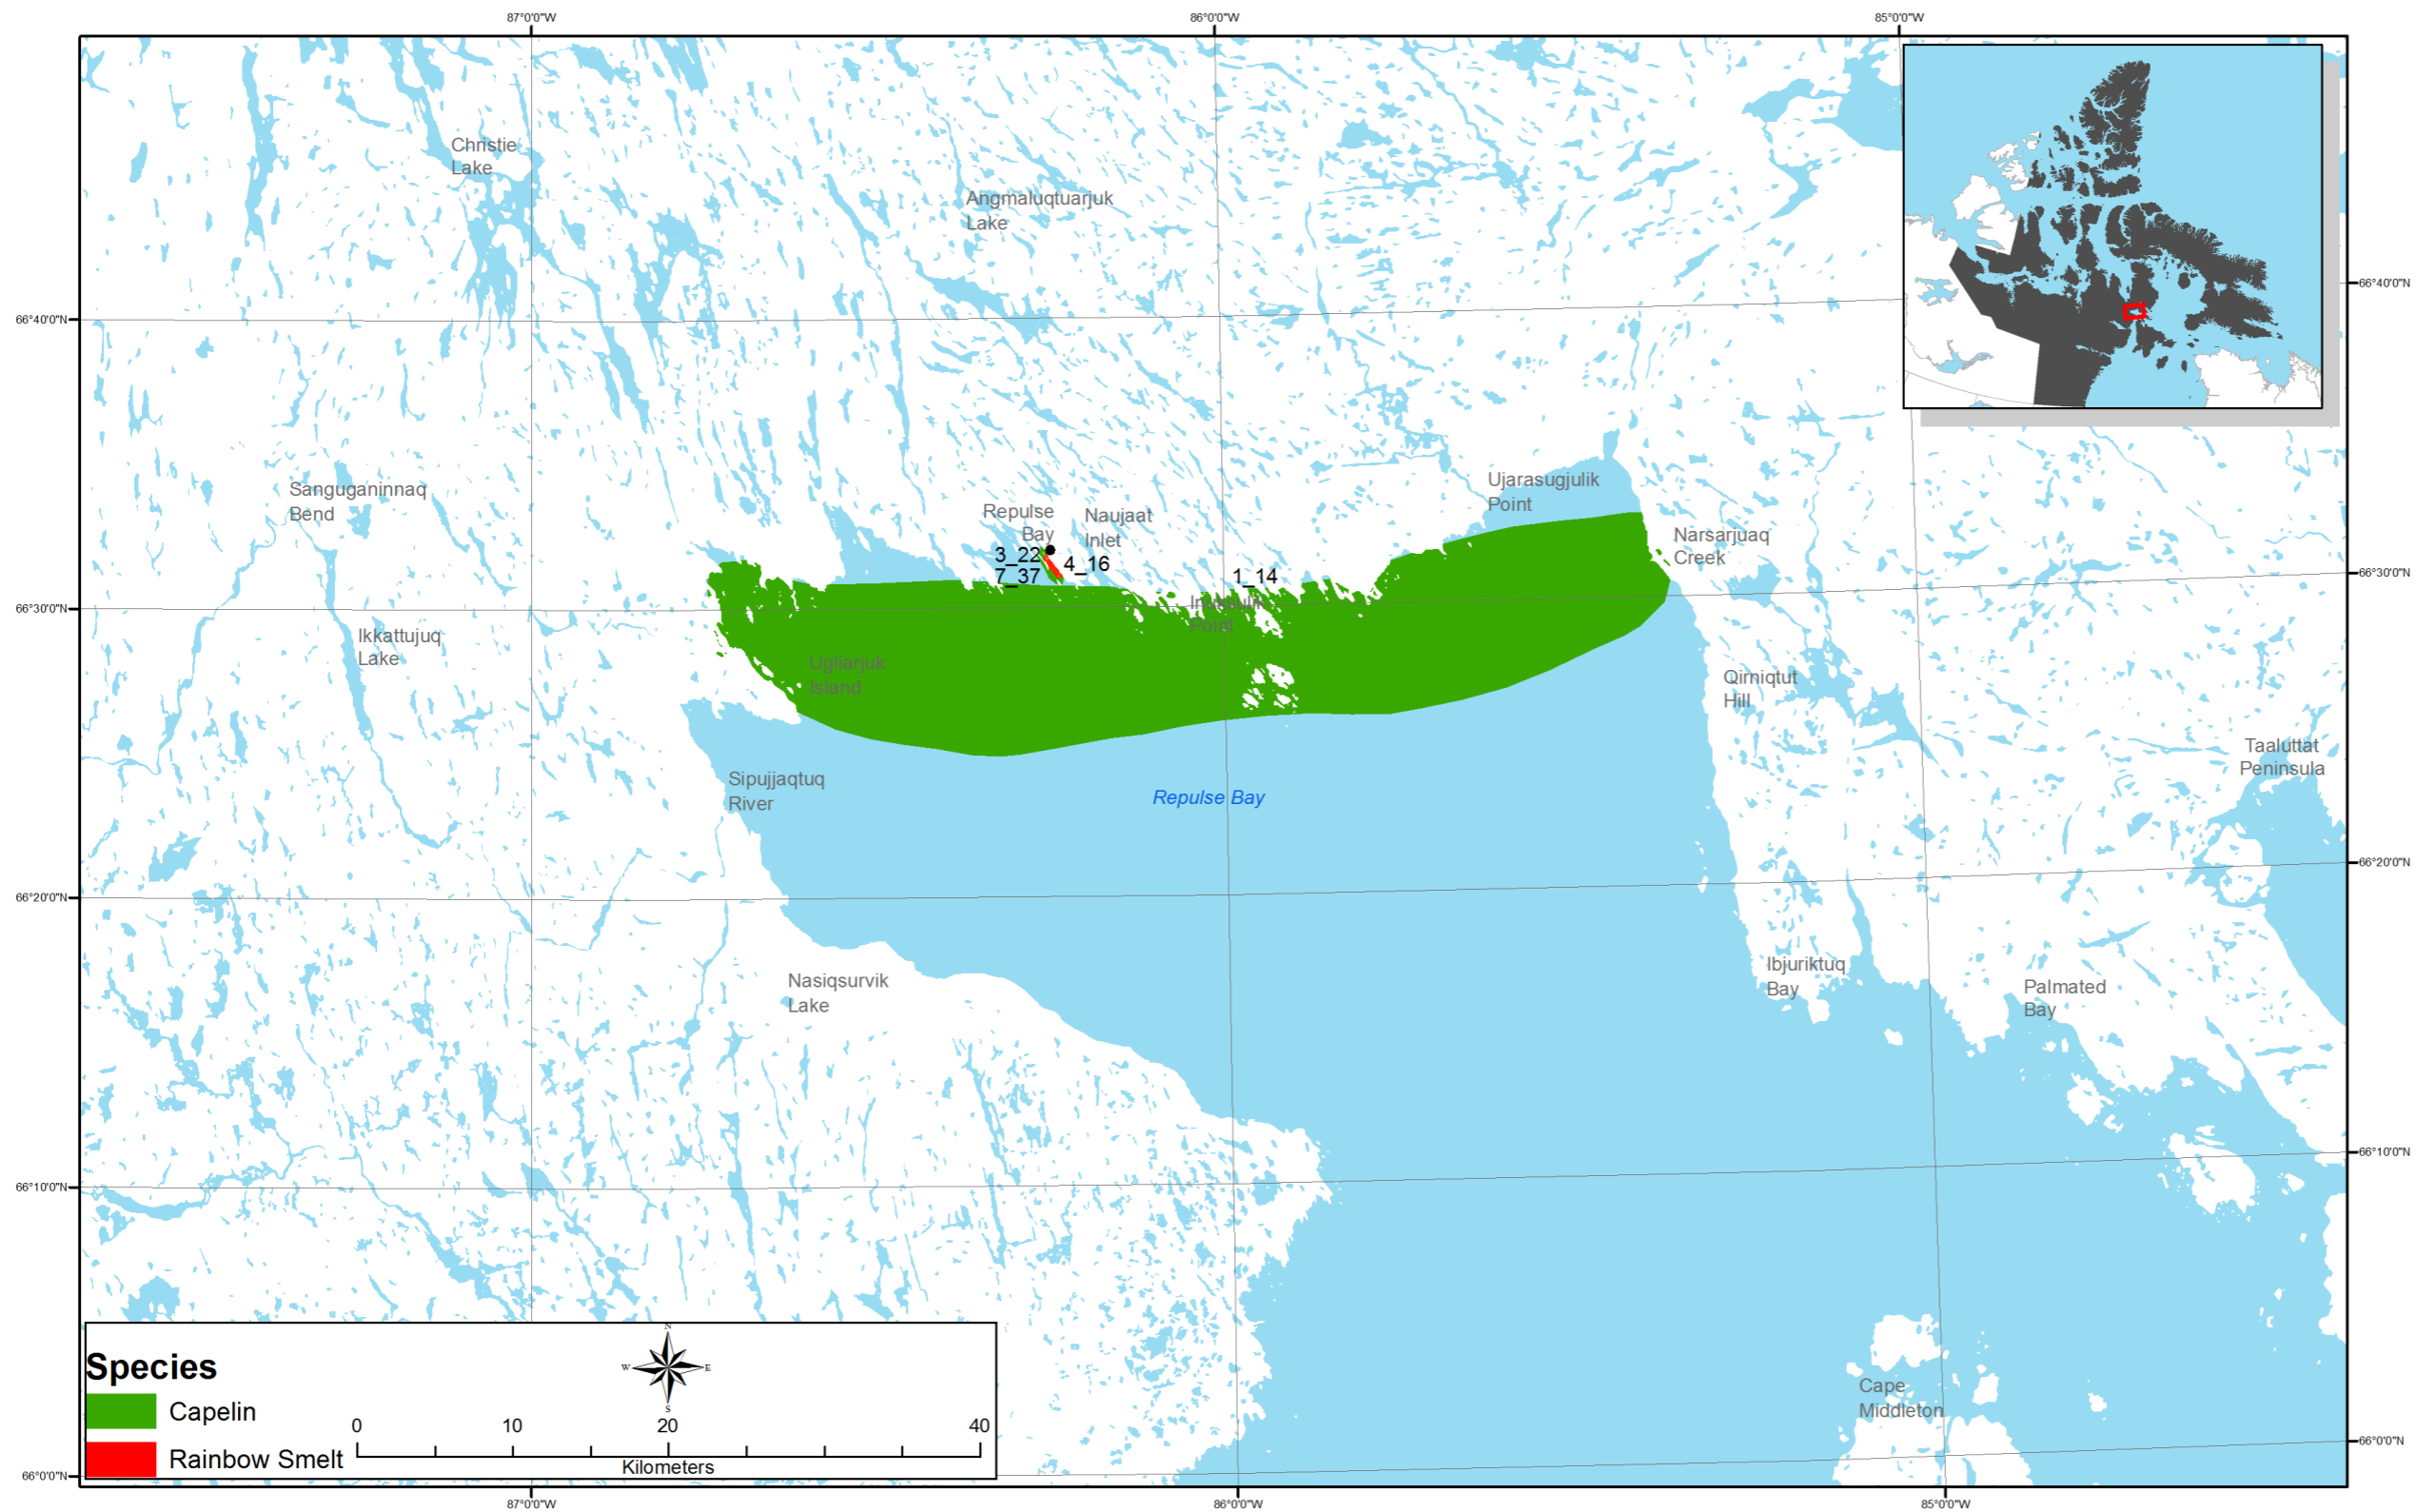 87°0'0"W
86°0'0"W
85°0'0"W
Christie
Lake
Angmaluqtuarjuk
Lake
66°40'0"N
66°40'0"N
Sanguganinnaq
Bend
Ujarasugjulik
Point
Repulse
Bay
Naujaat
Inlet
Narsarjuaq
Creek
3_22
4_16
7_37
1_14
66°30'0"N
66°30'0"N
Point
Ikkattujuq
Lake
Ugliarjuk
Island
Qirniqtut
Hill
Taaluttat
Peninsula
Sipujjaqtuq
River
Repulse Bay
66°20'0"N
66°20'0"N
Nasiqsurvik
Lake
Ibjuriktuq
Bay
Palmated
Bay
66°10'0"N
66°10'0"N
Cape
Middleton
Species
Capelin
Rainbow Smelt
N
W E
S
0 10 20 40
Kilometers
66°0'0"N
66°0'0"N
87°0'0"W
86°0'0"W
85°0'0"W